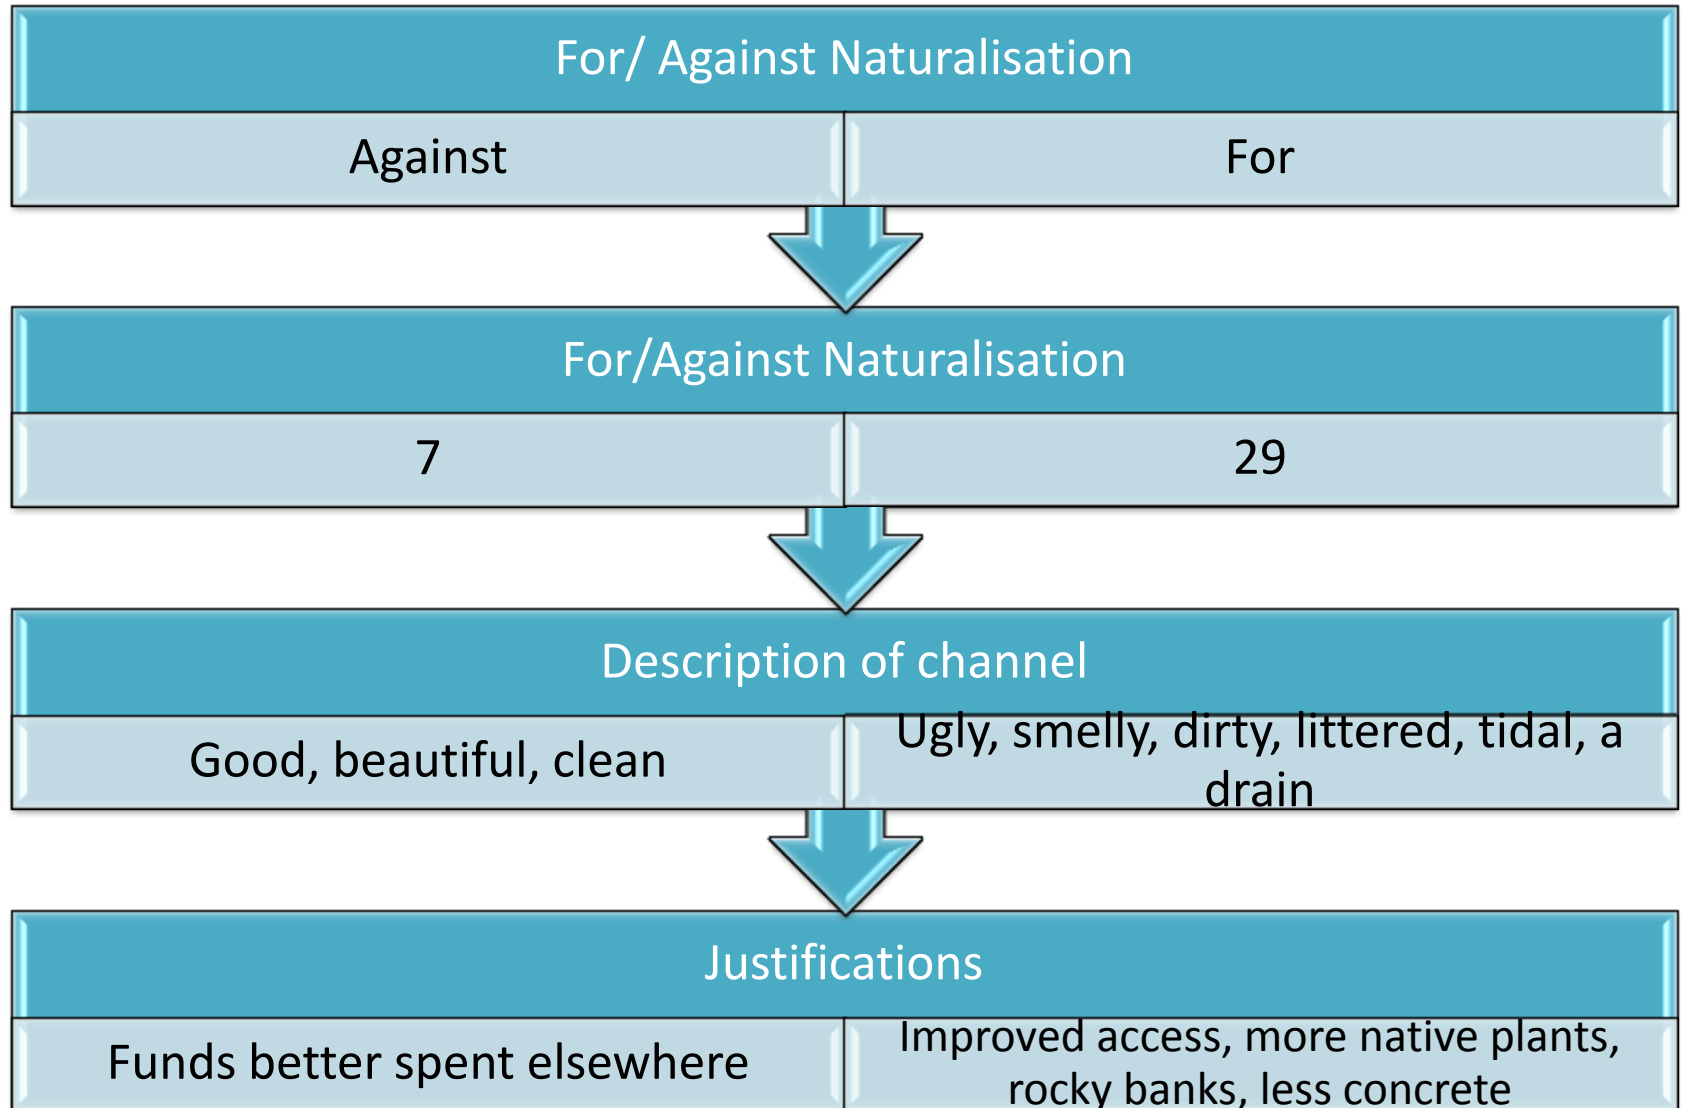 For/ Against Naturalisation
Against
For
For/Against Naturalisation
7
29
Description of channel
Good, beautiful, clean
Ugly, smelly, dirty, littered, tidal, a
drain
Justifications
Funds better spent elsewhere
Improved access, more native plants,
rocky banks, less concrete